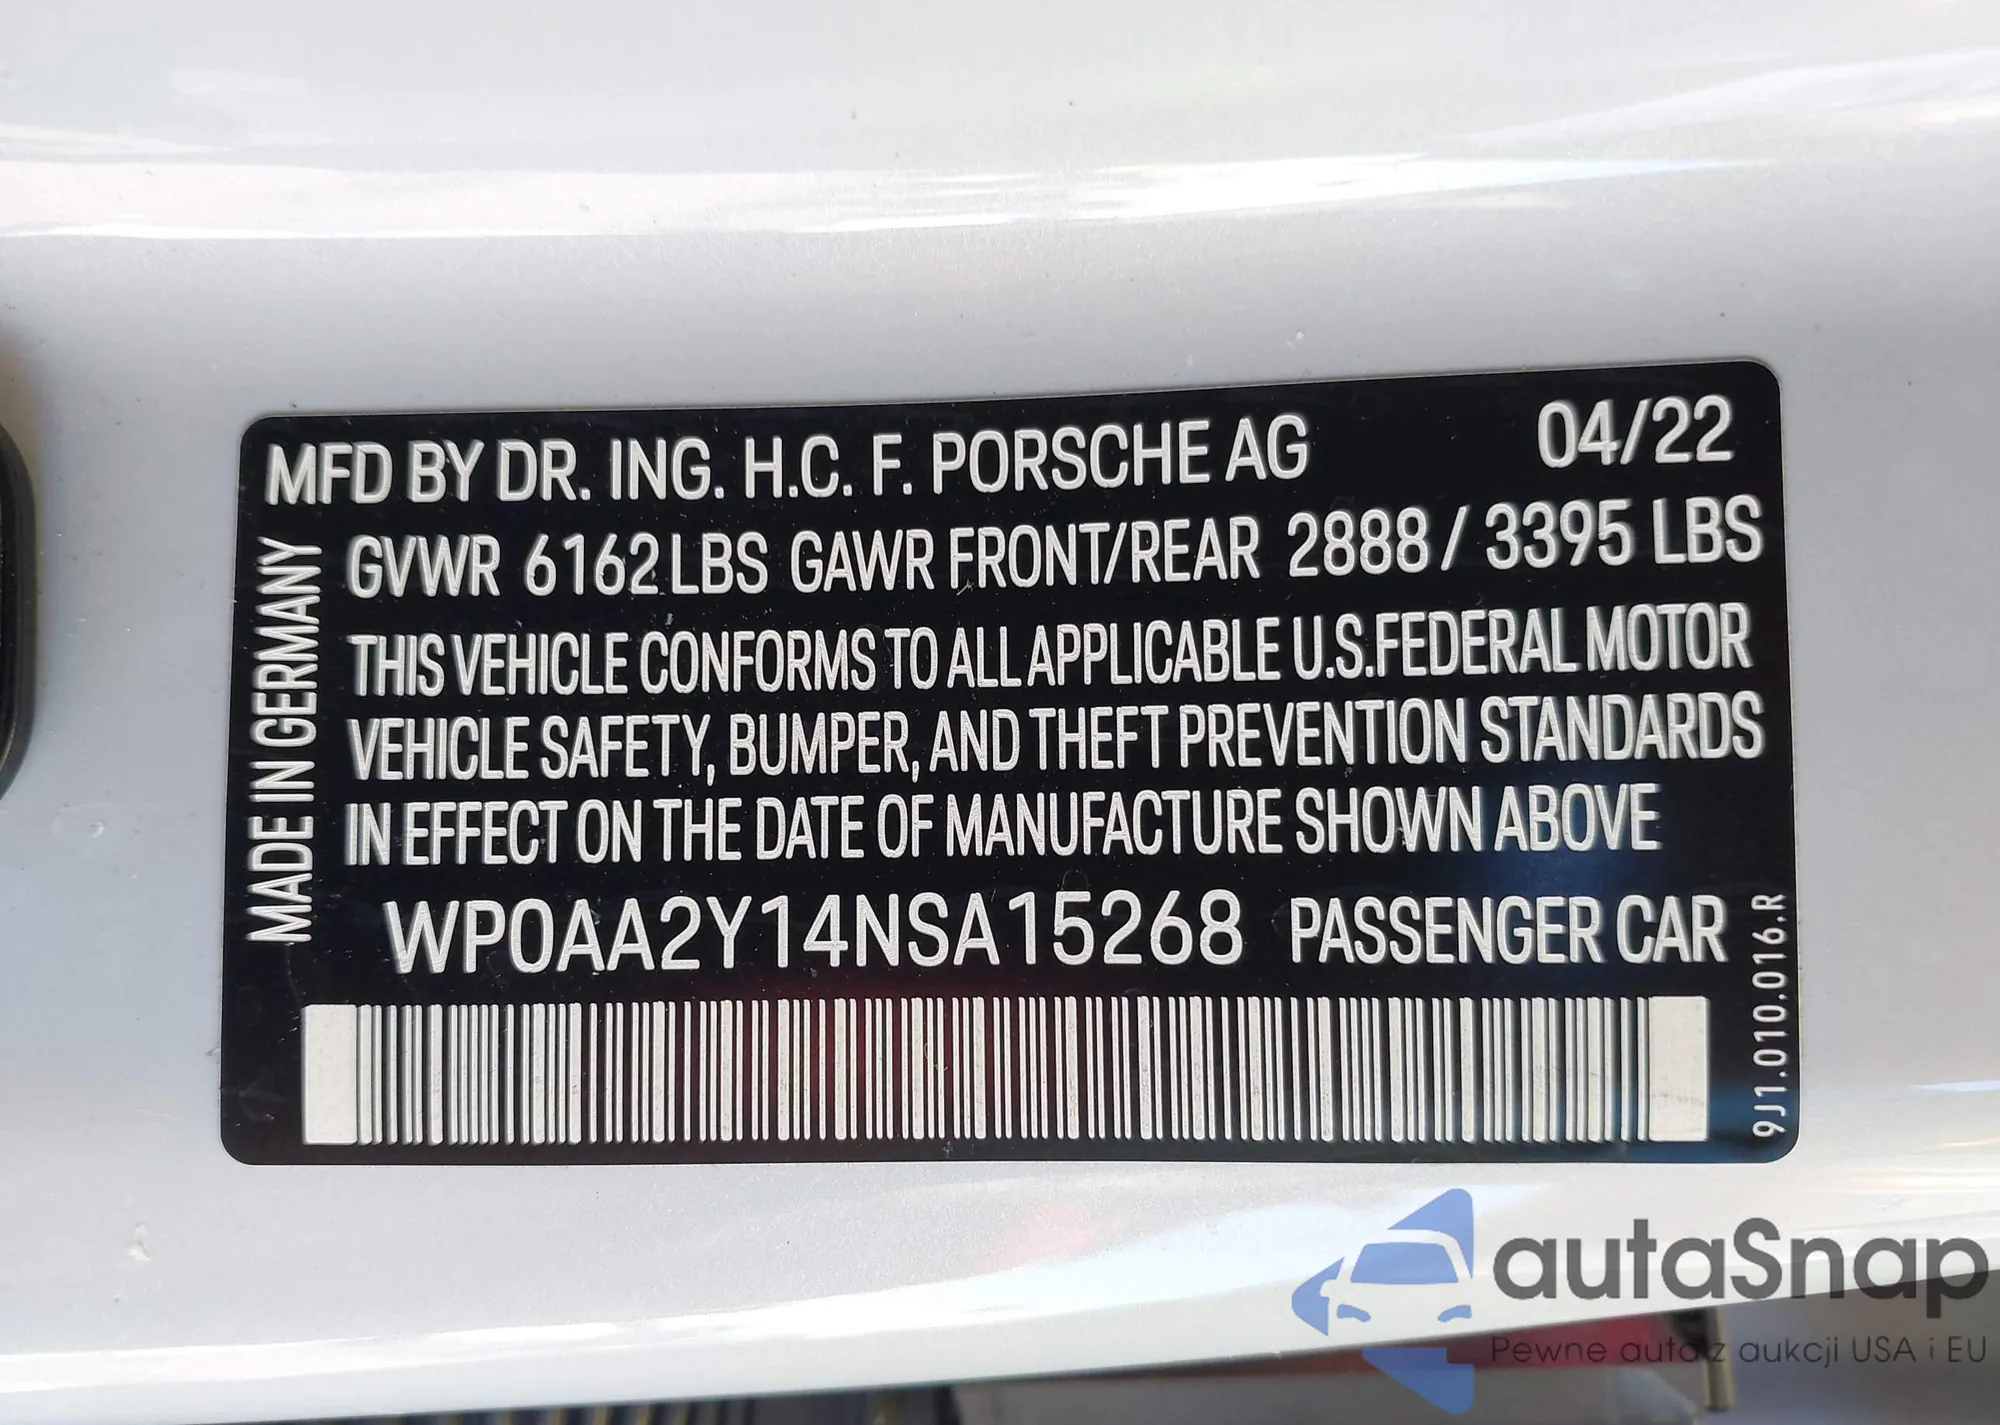 MFD BY DR. ING. H.C. F. PORSCHE AG 04/22
GVWR 6162 LBS GAWR FRONT/REAR 2888 / 3395 LBS
THIS VEHICLE CONFORMS TO ALL APPLICABLE U.S. FEDERAL MOTOR
VEHICLE SAFETY, BUMPER, AND THEFT PREVENTION STANDARDS
IN EFFECT ON THE DATE OF MANUFACTURE SHOWN ABOVE
WP0AA2Y14NSA15268 PASSENGER CAR
MADE IN GERMANY
9J1.010.016.R
autaSnap
Pewne auta z aukcji USA i EU